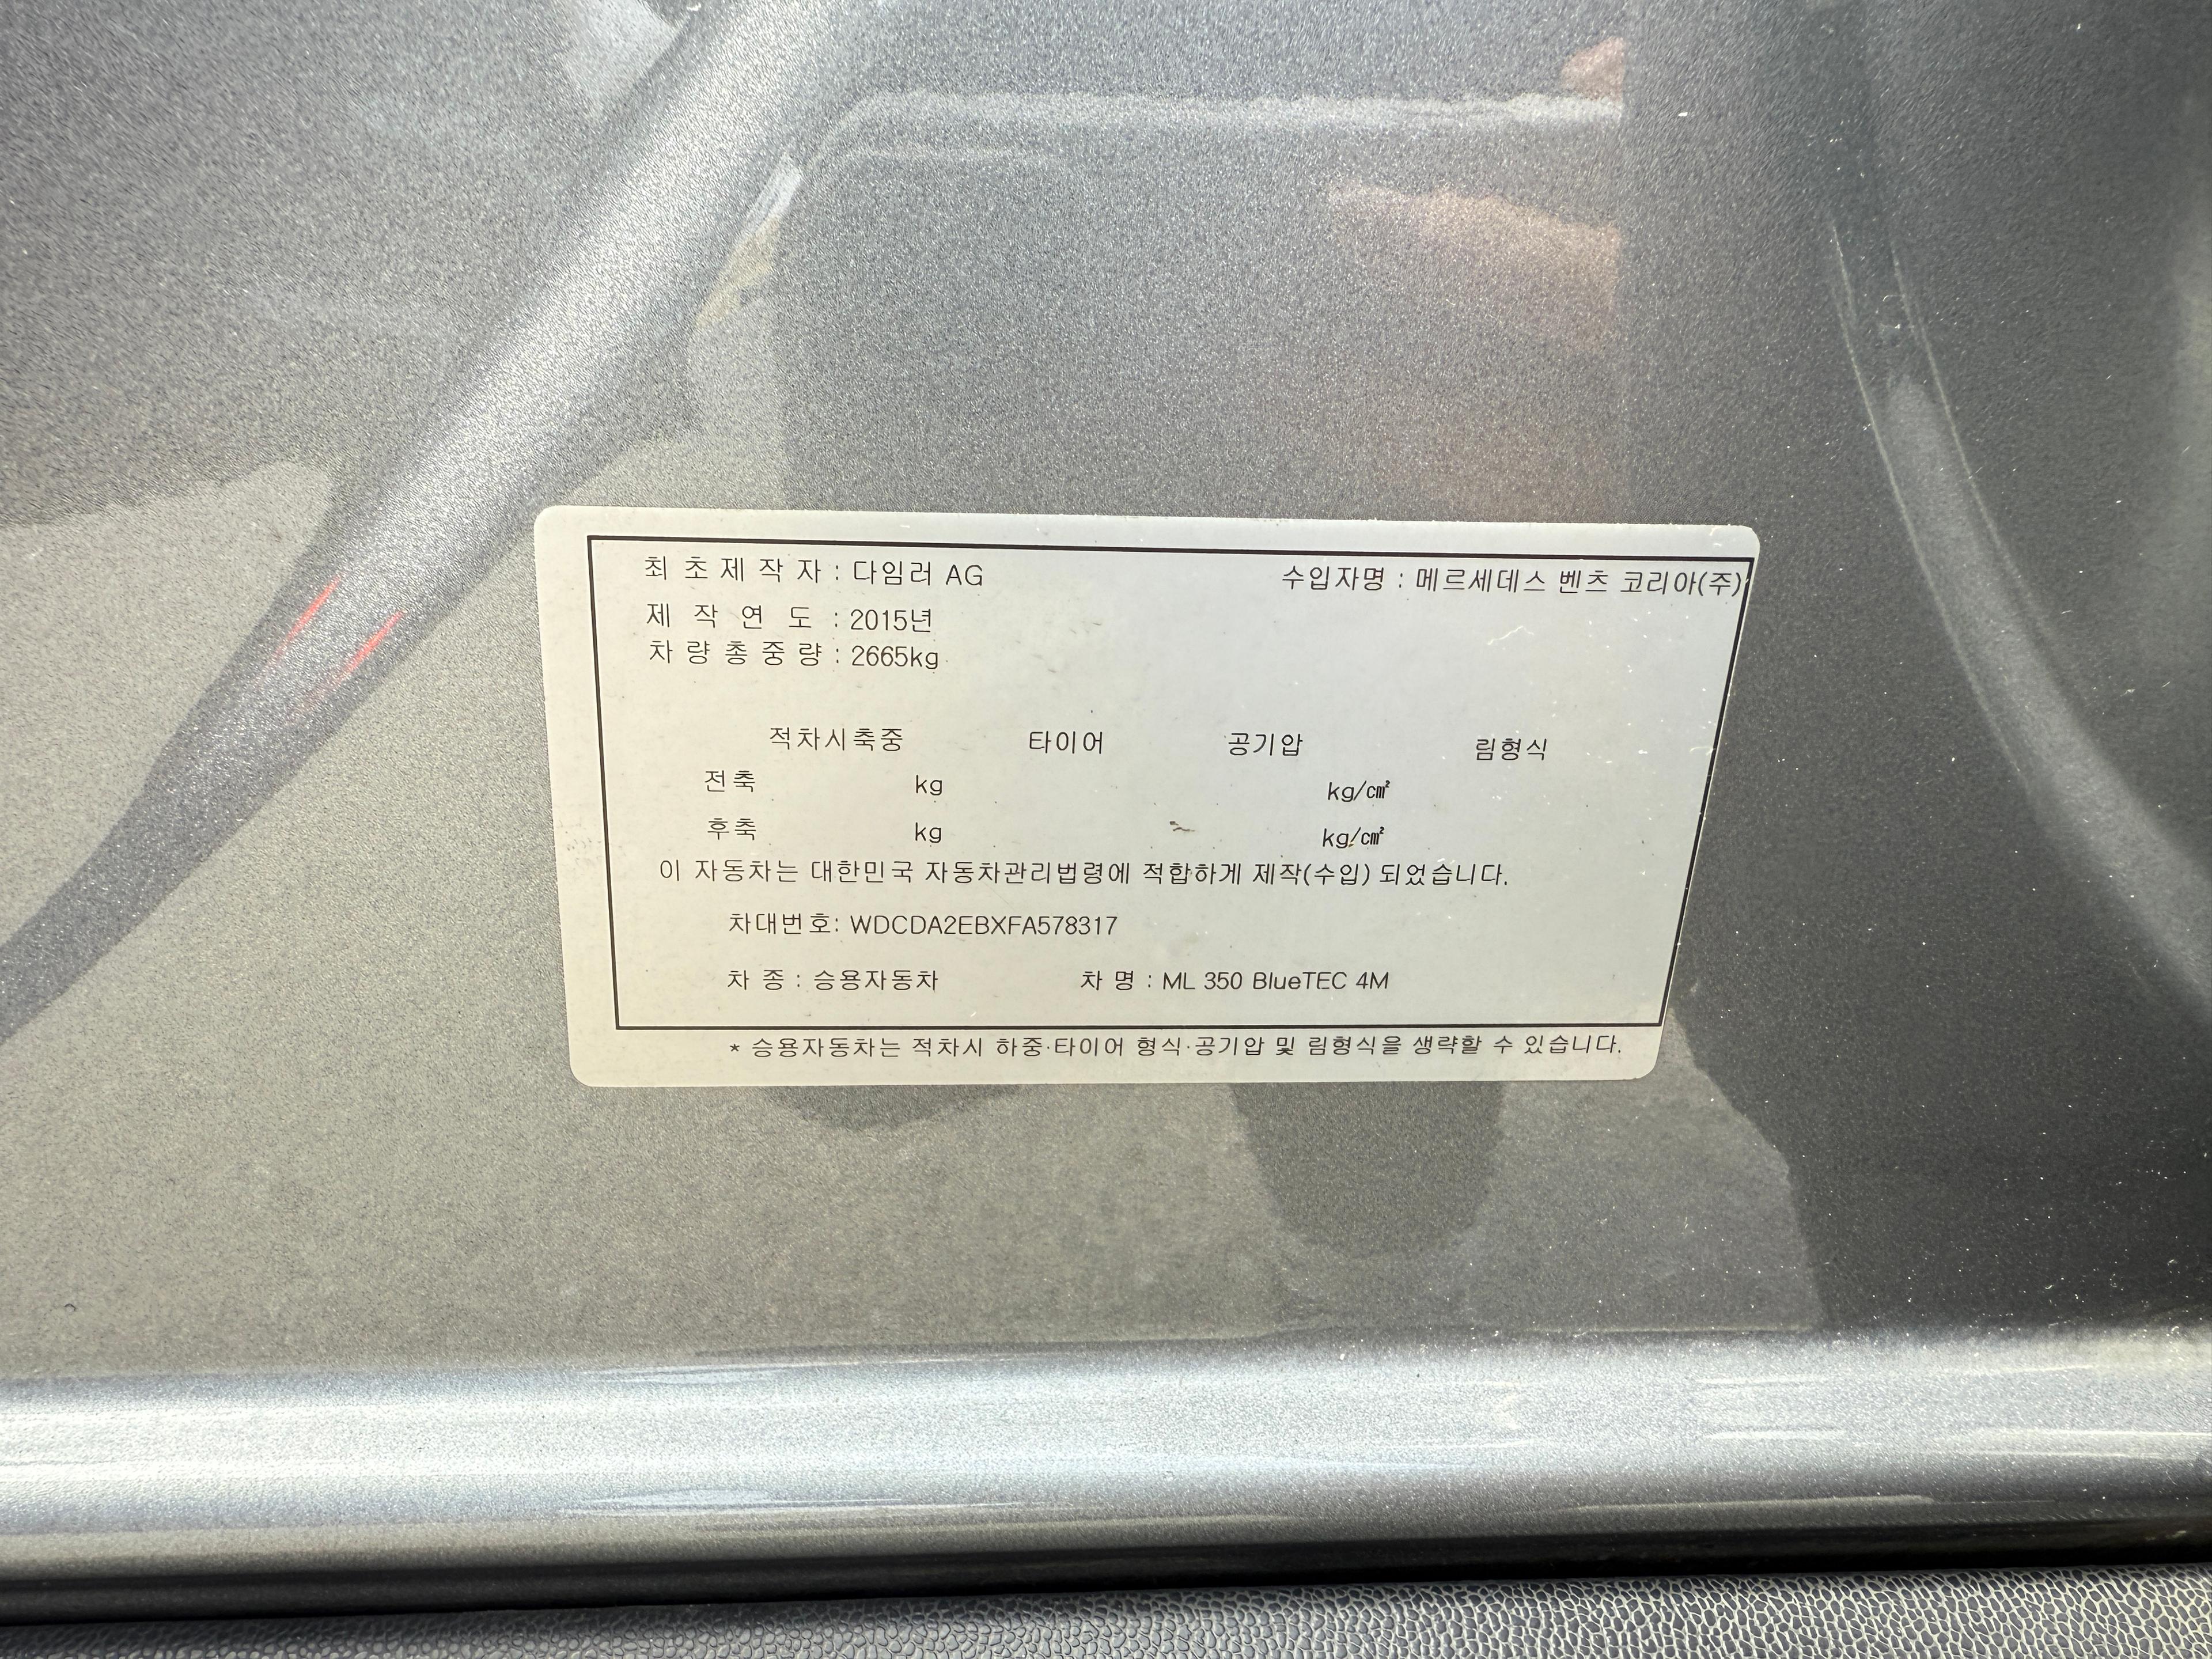 최 초 제 작 자 : 다임러 AG 수입자명 : 메르세데스 벤츠 코리아(주)
제 작 연 도 : 2015년
차 량 총 중 량 : 2665kg
적차시축중 타이어 공기압 림형식
전축 kg kg/㎠
후축 kg kg/㎠
이 자동차는 대한민국 자동차관리법령에 적합하게 제작(수입) 되었습니다.
차대번호: WDCDA2EBXFA578317
차 종 : 승용자동차 차 명 : ML 350 BlueTEC 4M
* 승용자동차는 적차시 하중·타이어 형식·공기압 및 림형식을 생략할 수 있습니다.